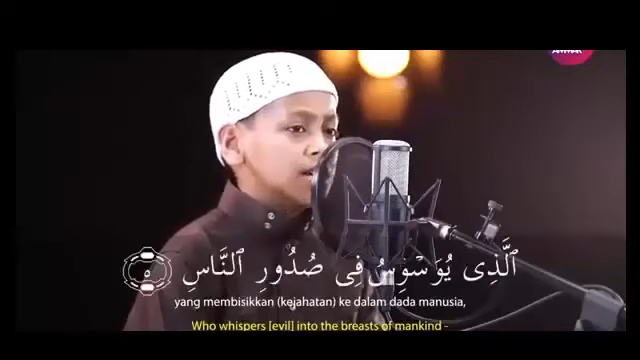 ٱلَّذِى يُوَسْوِسُ فِى صُدُورِ ٱلنَّاسِ ٥
yang membisikkan (kejahatan) ke dalam dada manusia,
Who whispers [evil] into the breasts of mankind -